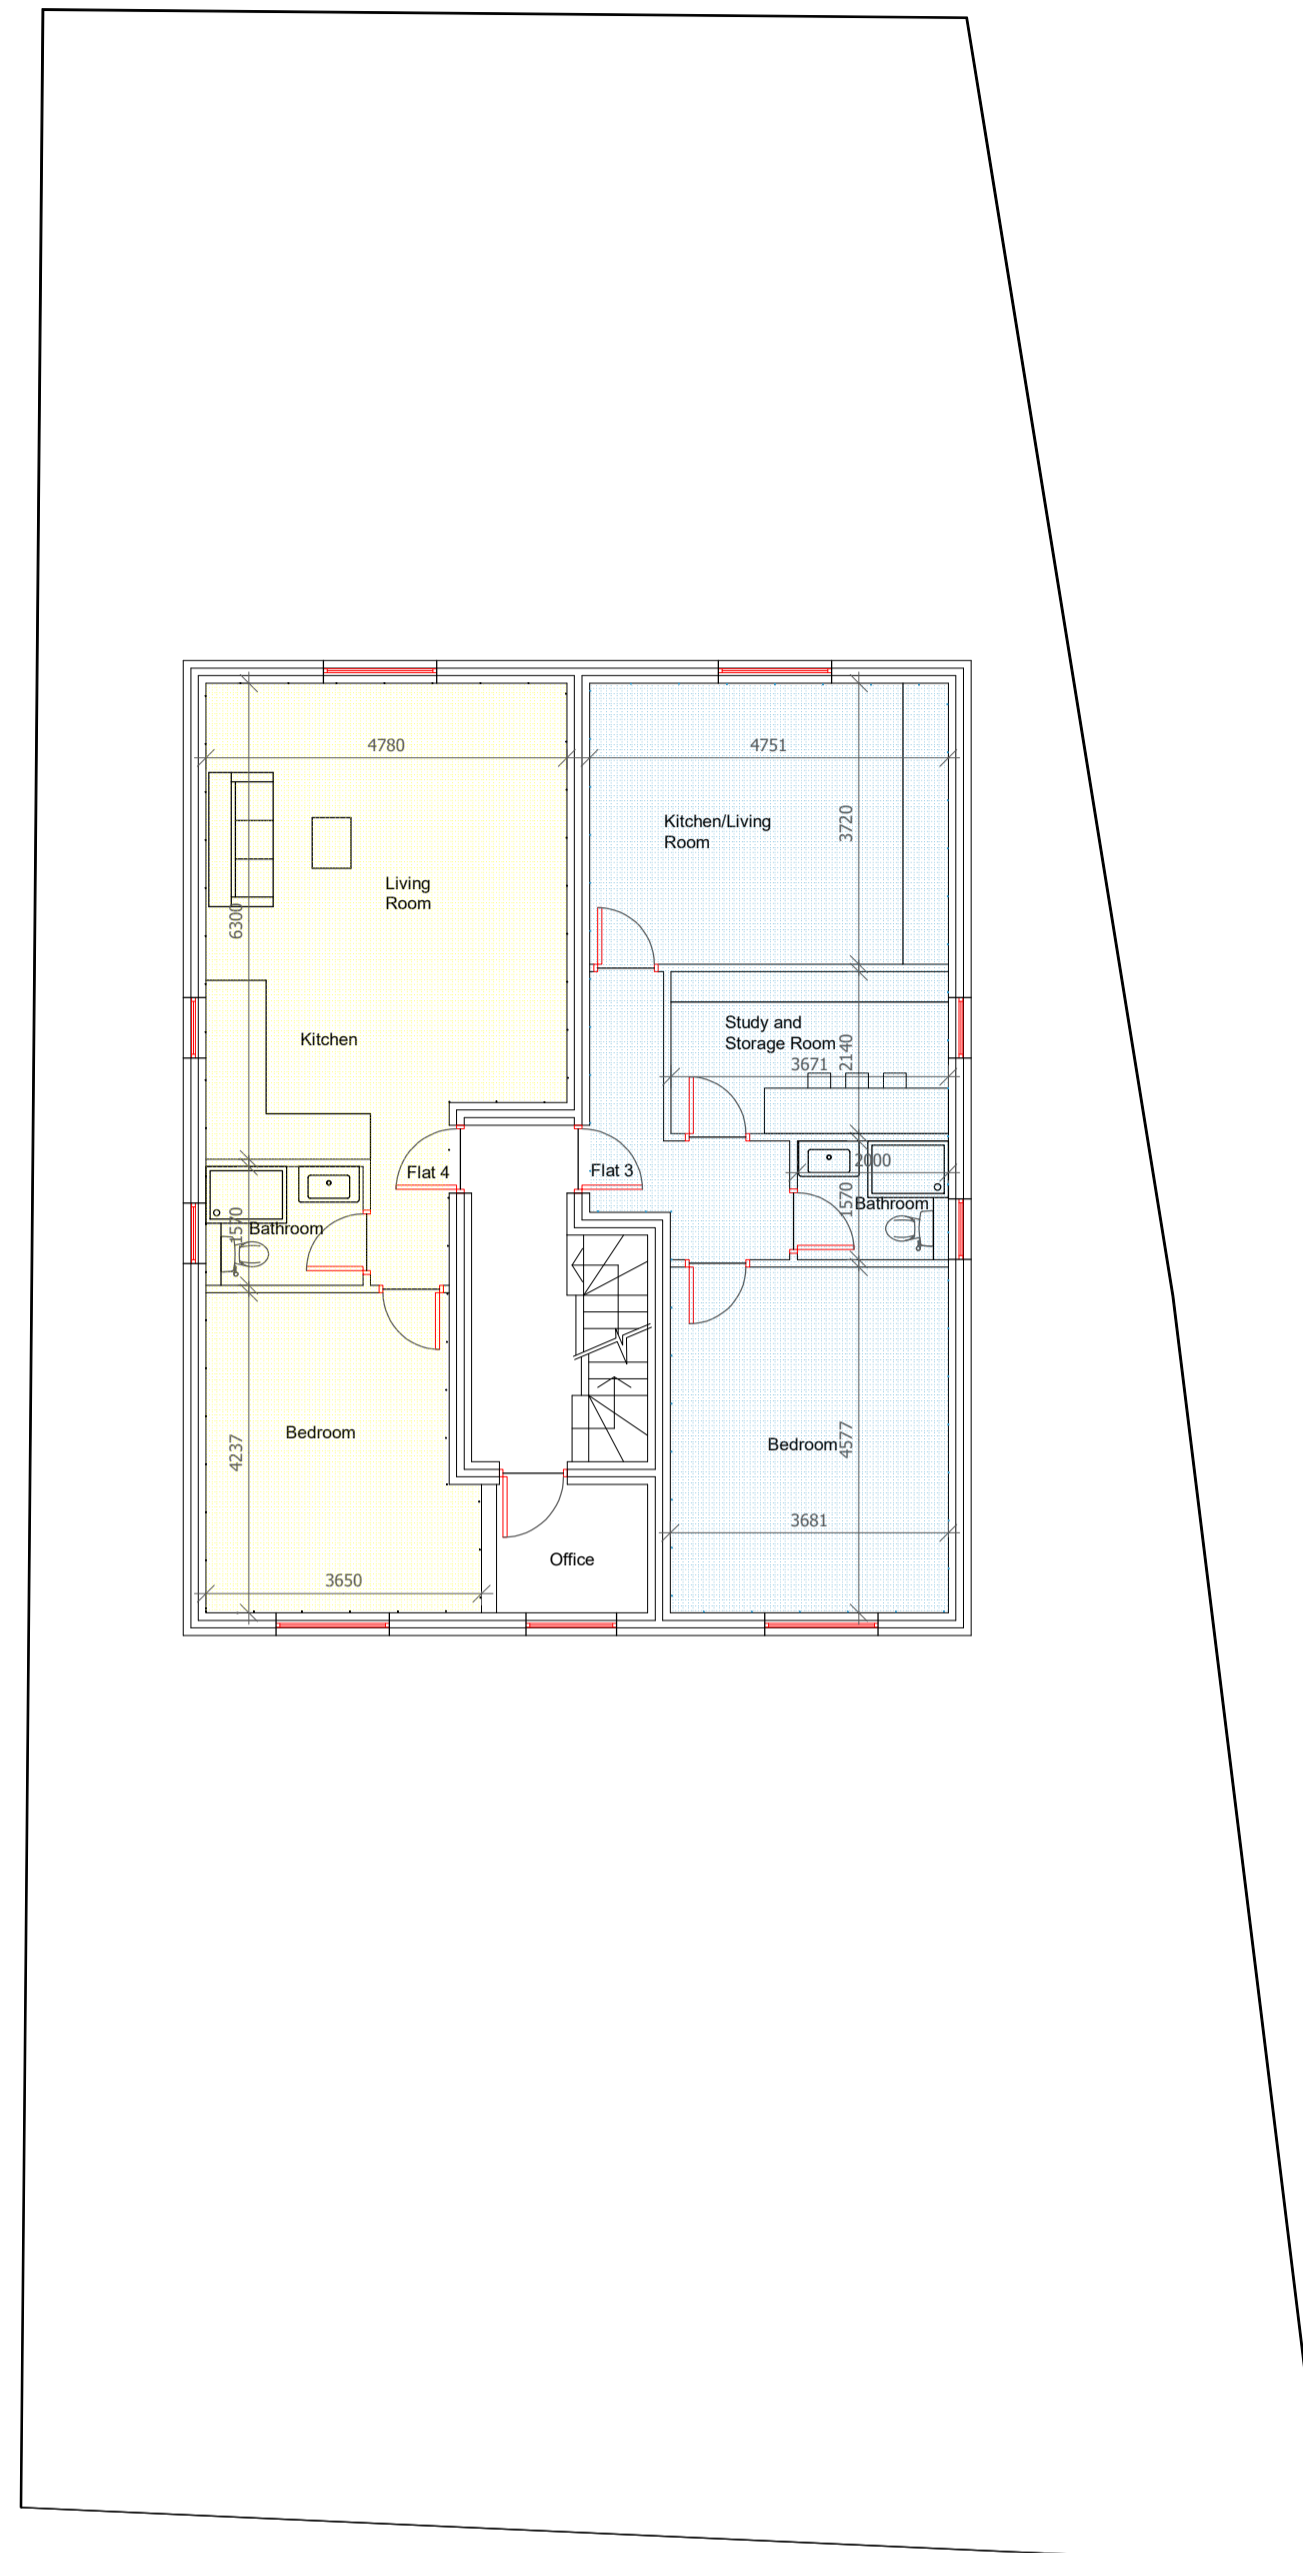 4780
4751
Kitchen/Living
Room
3720
Living
Room
6300
Kitchen
Study and
Storage Room
2140
3671
Flat 4
Flat 3
2000
Bathroom
1570
Bathroom
1570
Bedroom
4237
Bedroom
4577
3681
Office
3650